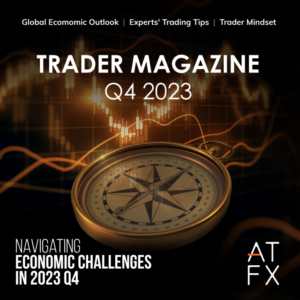 Global Economic Outlook | Experts' Trading Tips | Trader Mindset
TRADER MAGAZINE
Q4 2023
NAVIGATING
ECONOMIC CHALLENGES
IN 2023 Q4
AT
FX